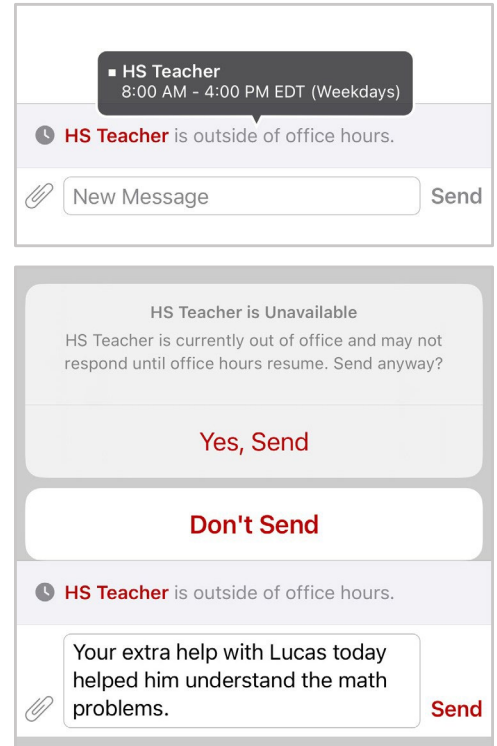 ▪ HS Teacher
8:00 AM - 4:00 PM EDT (Weekdays)
HS Teacher is outside of office hours.
New Message
Send
HS Teacher is Unavailable
HS Teacher is currently out of office and may not
respond until office hours resume. Send anyway?
Yes, Send
Don't Send
HS Teacher is outside of office hours.
Your extra help with Lucas today
helped him understand the math
problems.
Send